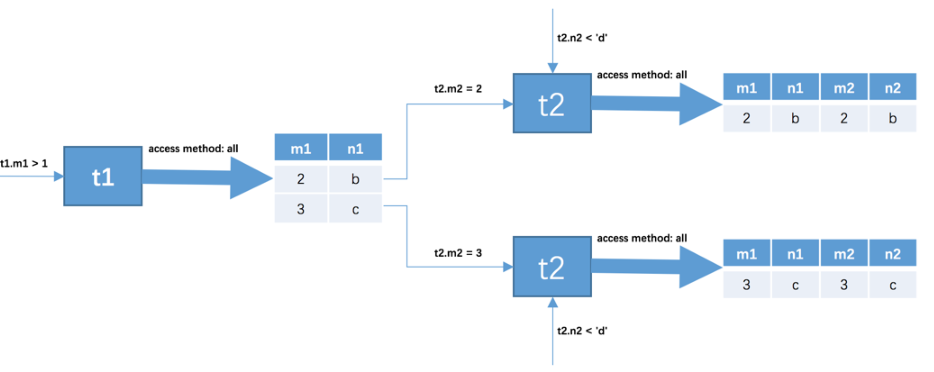 t1.m1 > 1
t1
access method: all
m1 n1
2 b
3 c
t2.m2 = 2
t2.n2 < 'd'
t2
access method: all
m1 n1 m2 n2
2 b 2 b
t2.m2 = 3
t2
access method: all
m1 n1 m2 n2
3 c 3 c
t2.n2 < 'd'